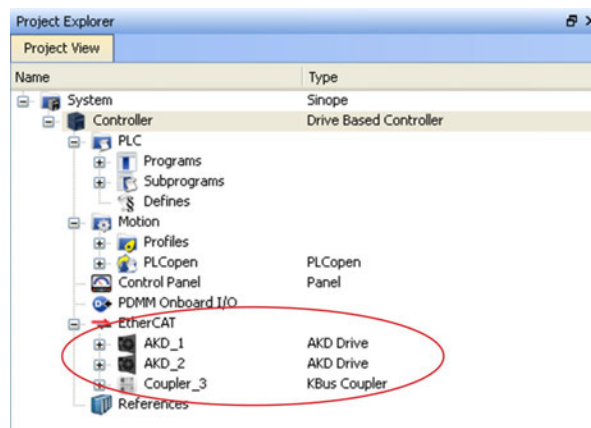 Project Explorer
Project View
Name Type
System Sinope
Controller Drive Based Controller
PLC
Programs
Subprograms
Defines
Motion
Profiles
PLCopen PLCopen
Control Panel Panel
PDMM Onboard I/O
EtherCAT
AKD_1 AKD Drive
AKD_2 AKD Drive
Coupler_3 KBus Coupler
References